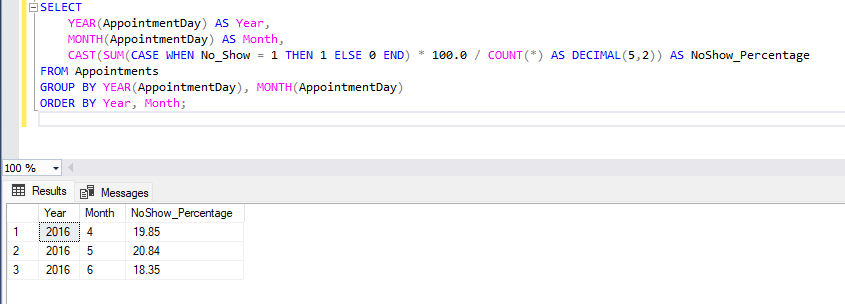 SELECT
YEAR(AppointmentDay) AS Year,
MONTH(AppointmentDay) AS Month,
CAST(SUM(CASE WHEN No_Show = 1 THEN 1 ELSE 0 END) * 100.0 / COUNT(*) AS DECIMAL(5,2)) AS NoShow_Percentage
FROM Appointments
GROUP BY YEAR(AppointmentDay), MONTH(AppointmentDay)
ORDER BY Year, Month;
100 %
Results Messages
Year Month NoShow_Percentage
1 2016 4 19.85
2 2016 5 20.84
3 2016 6 18.35